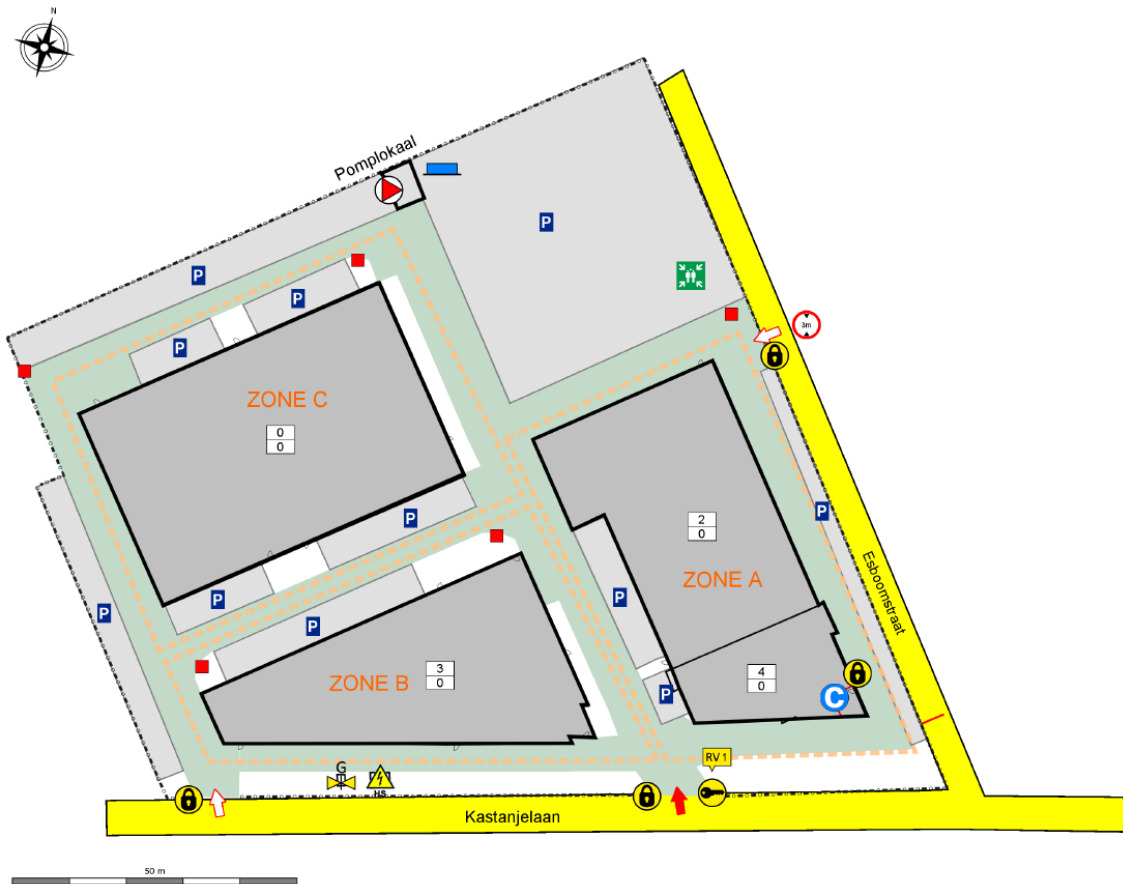 N
Pomplokaal
P
P
P
P
3m
ZONE C
0
0
P
P
2
0
ZONE A
Esboomstraat
P
P
P
P
3
0
ZONE B
4
0
P
C
RV 1
G
m
HS
Kastanjelaan
50 m